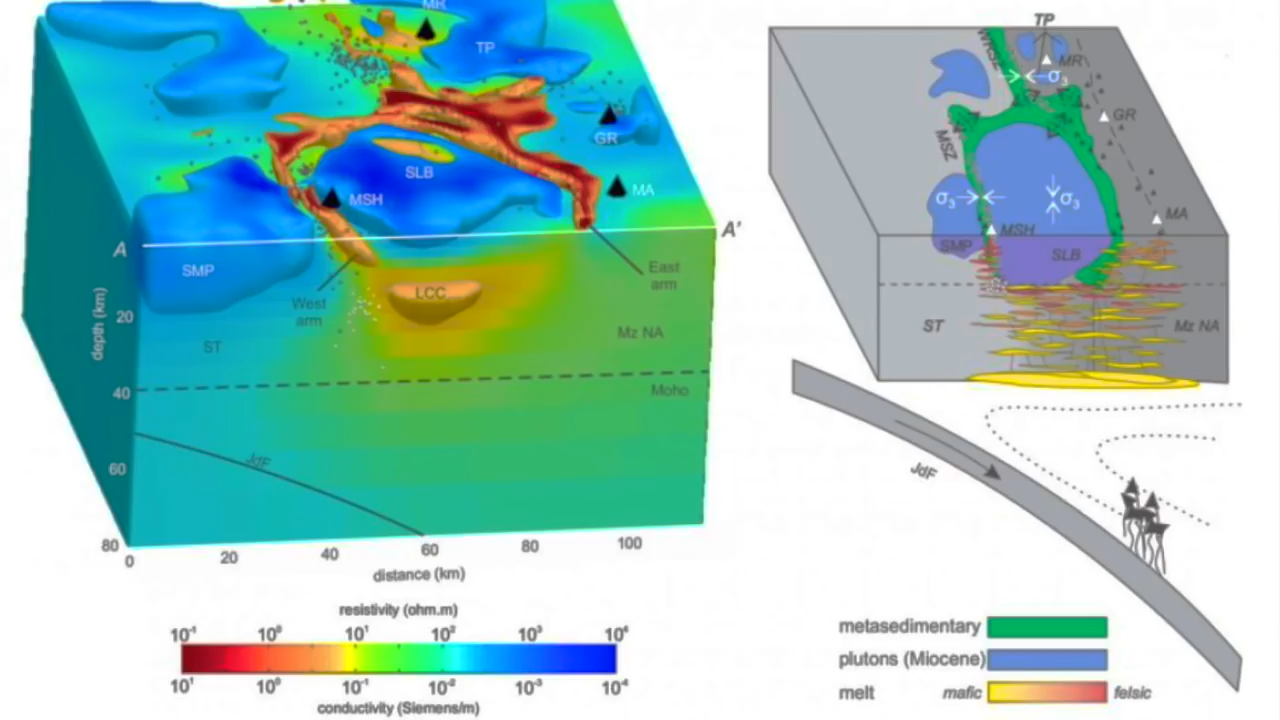 MR
TP
GR
SLB
MSH
MA
A
A'
SMP
West
arm
East
arm
LCC
ST
Mz NA
Moho
JdF
depth (km)
20
40
60
80
0
20
40
60
80
100
distance (km)
resistivity (ohm.m)
10-1 100 101 102 103 104
101 100 10-1 10-2 10-3 10-4
conductivity (Siemens/m)
TP
MR
σ3
GR
MSZ
σ3
σ3
MA
MSH
SMP
SLB
ST
Mz NA
JdF
metasedimentary
plutons (Miocene)
melt mafic felsic